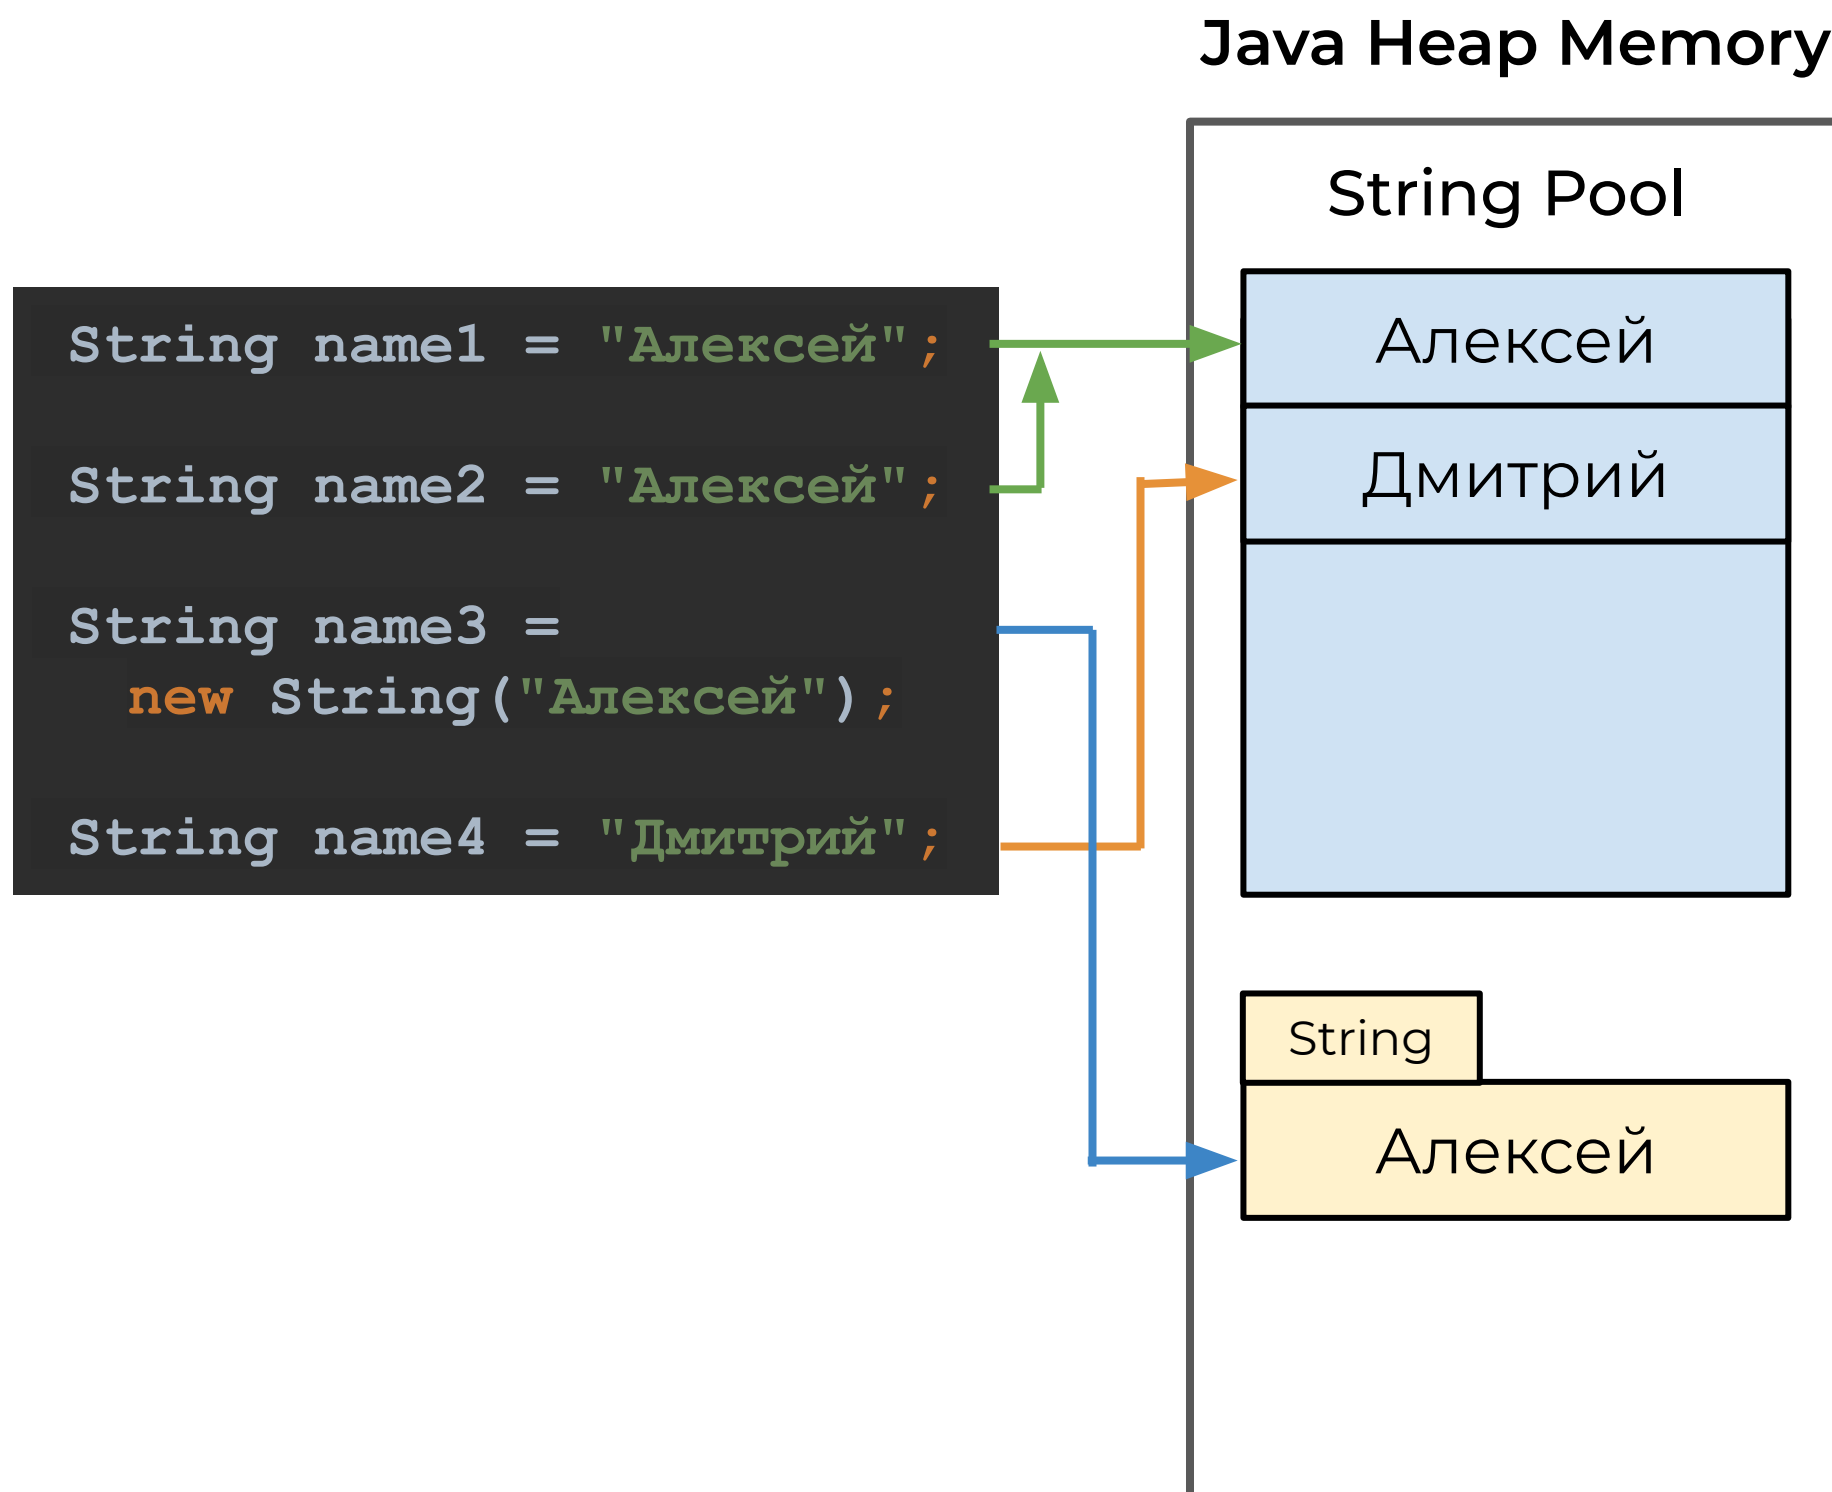 Java Heap Memory
String Pool
String name1 = "Алексей";
String name2 = "Алексей";
String name3 =
new String("Алексей");
String name4 = "Дмитрий";
Алексей
Дмитрий
String
Алексей